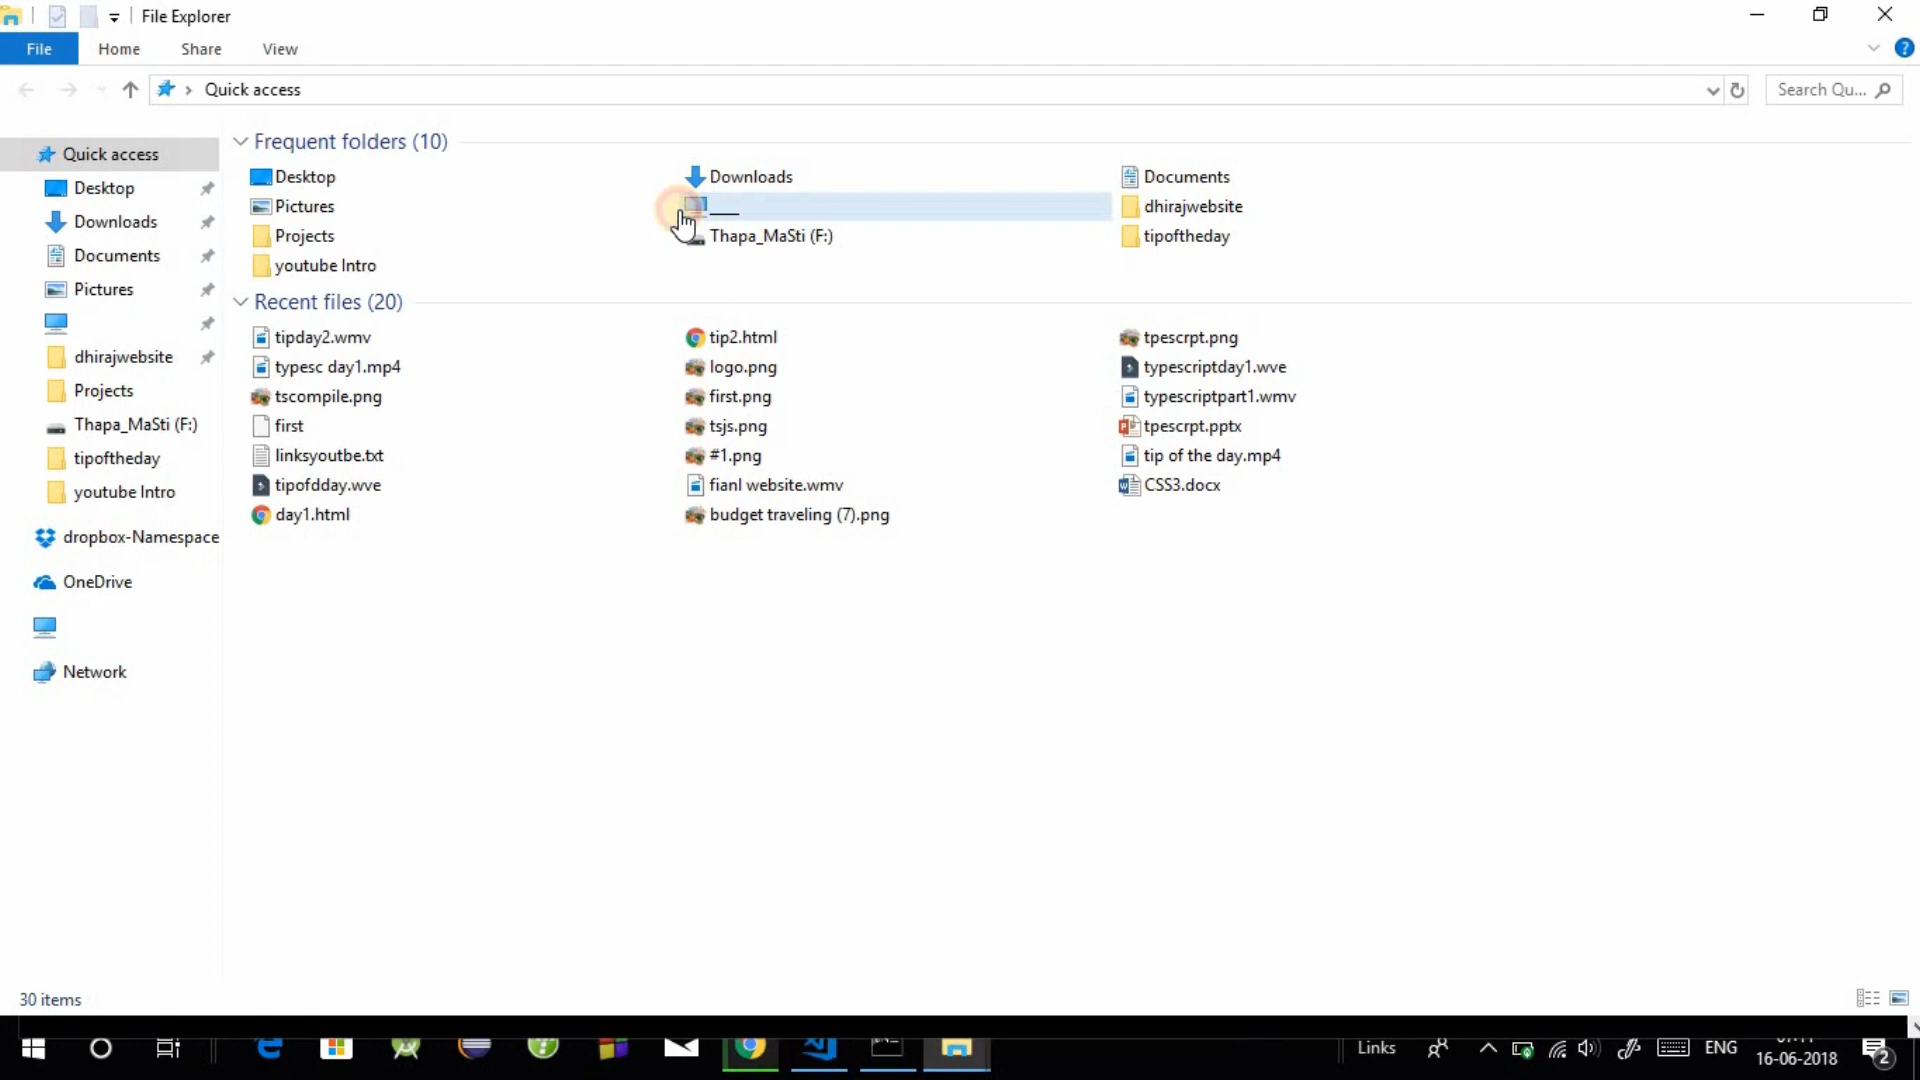 File Explorer
File Home Share View
Quick access
Search Qu...
Quick access
Desktop
Downloads
Documents
Pictures
dhirajwebsite
Projects
Thapa_MaSti (F:)
tipoftheday
youtube Intro
dropbox-Namespace
OneDrive
Network
Frequent folders (10)
Desktop
Downloads
Documents
Pictures
____
dhirajwebsite
Projects
Thapa_MaSti (F:)
tipoftheday
youtube Intro
Recent files (20)
tipday2.wmv
tip2.html
tpescrpt.png
typesc day1.mp4
logo.png
typescriptday1.wve
tscompile.png
first.png
typescriptpart1.wmv
first
tsjs.png
tpescrpt.pptx
linksyoutbe.txt
#1.png
tip of the day.mp4
tipofdday.wve
fianl website.wmv
CSS3.docx
day1.html
budget traveling (7).png
30 items
Links
ENG
16-06-2018
2